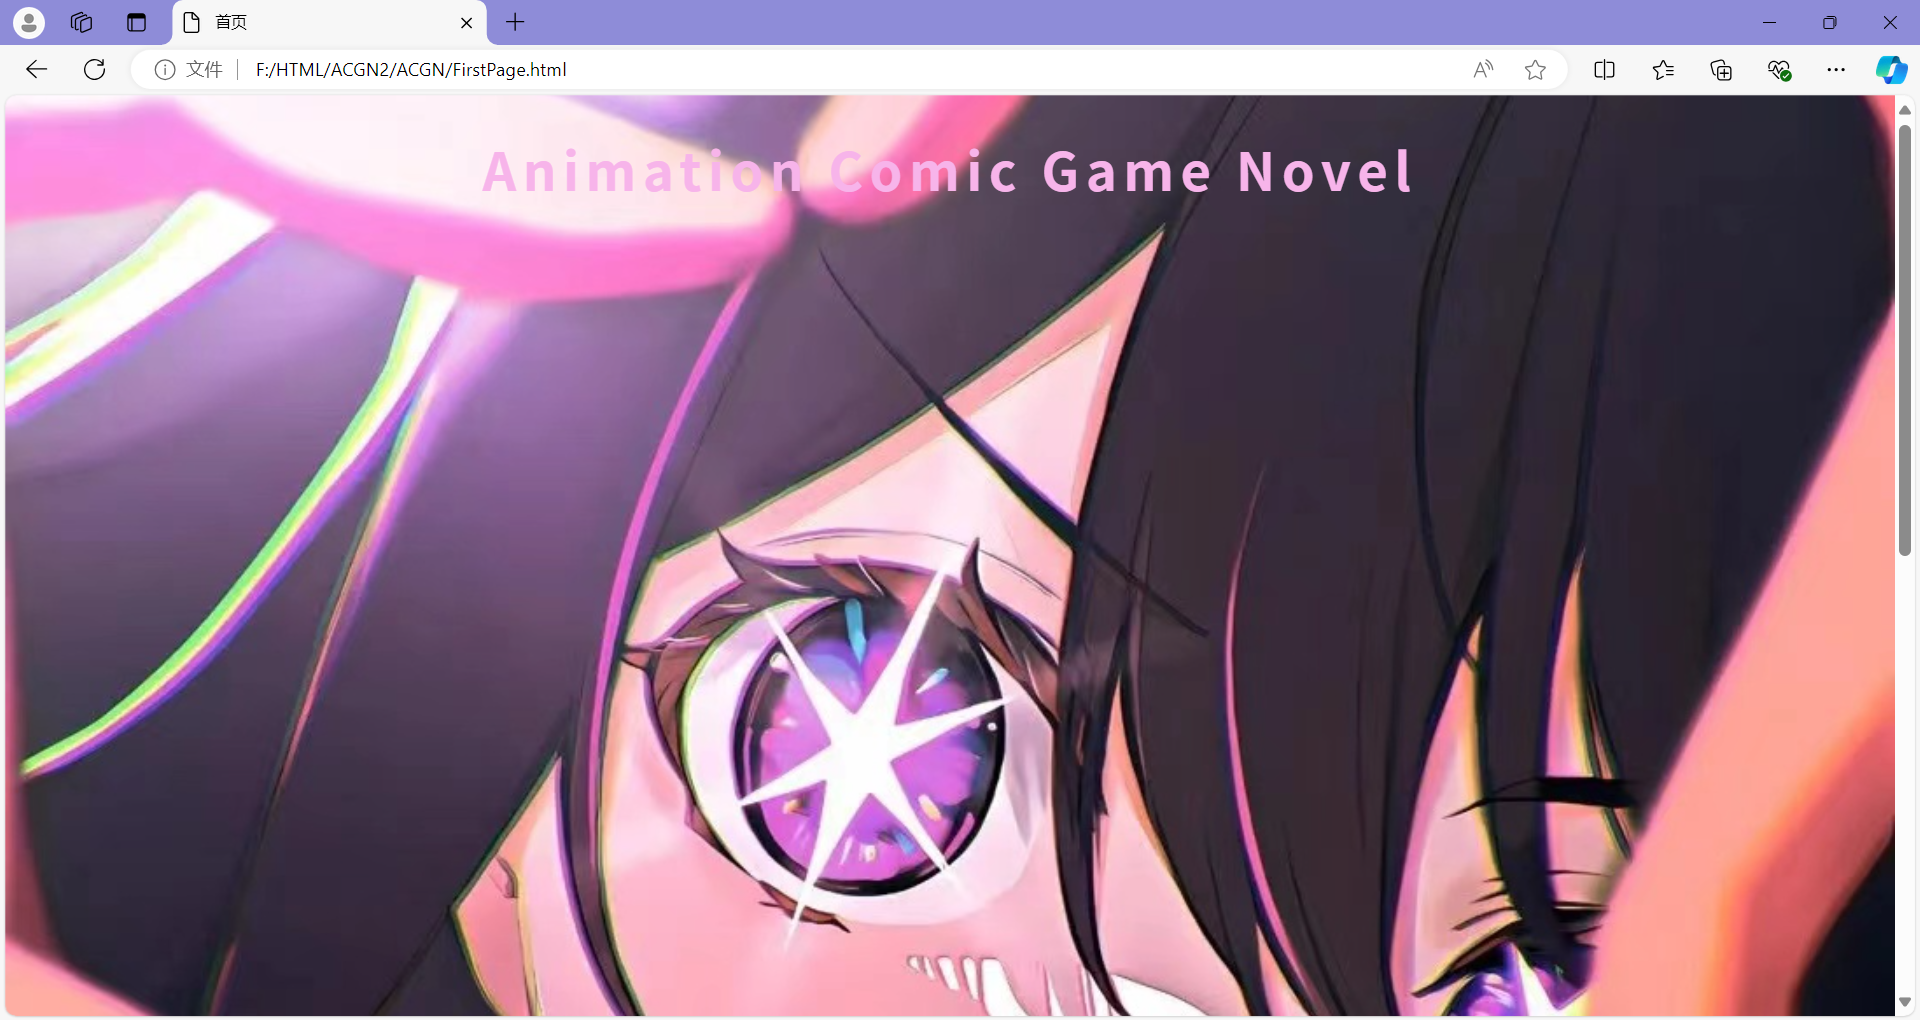 首页
文件 F:/HTML/ACGN2/ACGN/FirstPage.html
Animation Comic Game Novel